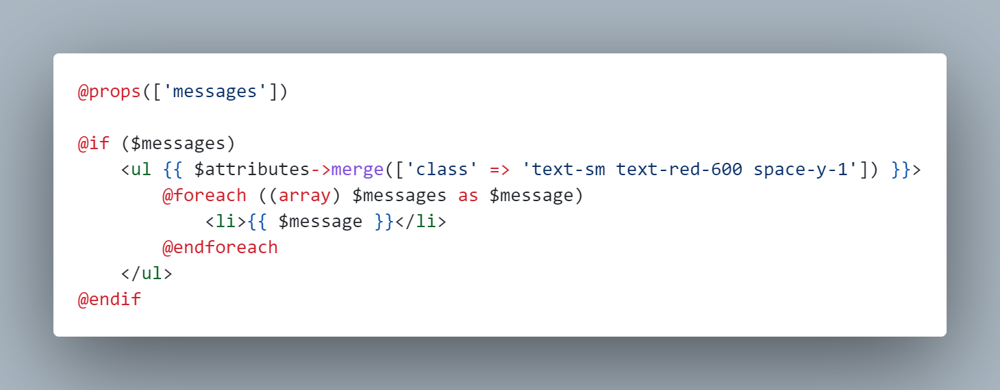 @props(['messages'])

@if ($messages)
    <ul {{ $attributes->merge(['class' => 'text-sm text-red-600 space-y-1']) }}>
        @foreach ((array) $messages as $message)
            <li>{{ $message }}</li>
        @endforeach
    </ul>
@endif